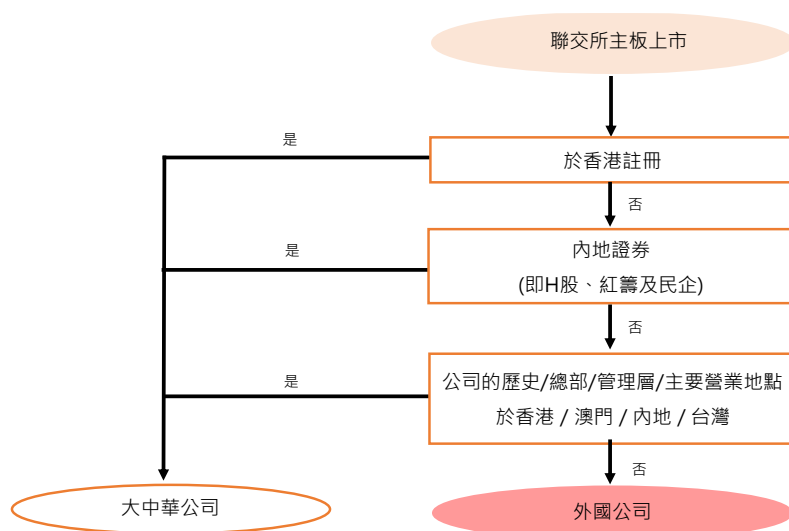 聯交所主板上市
是
於香港註冊
否
是
內地證券
(即H股、紅籌及民企)
否
是
公司的歷史/總部/管理層/主要營業地點
於香港 / 澳門 / 內地 / 台灣
否
大中華公司
外國公司